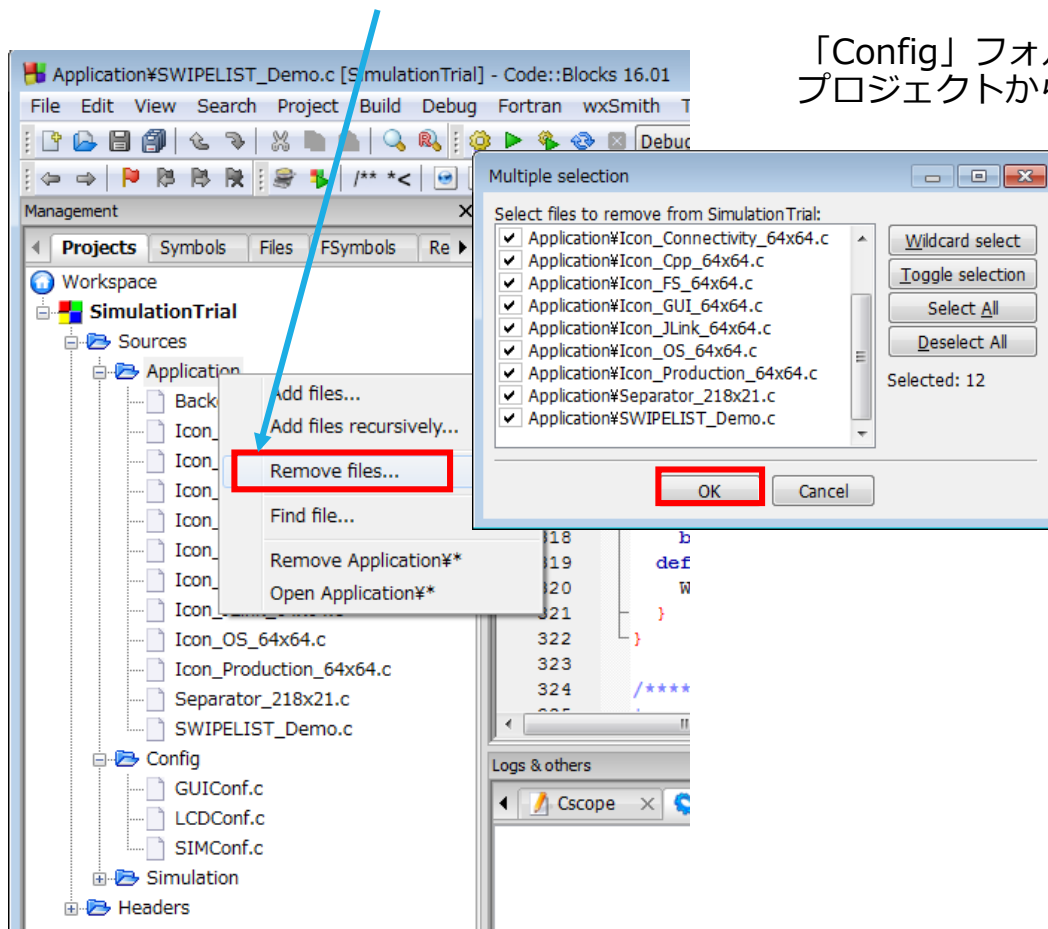 「Config」フォ
プロジェクトから
Application¥SWIPELIST_Demo.c [SimulationTrial] - Code::Blocks 16.01
File Edit View Search Project Build Debug Fortran wxSmith
Debug
/** *<
Management
Projects Symbols Files FSymbols Re
Workspace
SimulationTrial
Sources
Application
Back
Icon_
Icon_
Icon_
Icon_
Icon_
Icon_
Icon_
Icon_OS_64x64.c
Icon_Production_64x64.c
Separator_218x21.c
SWIPELIST_Demo.c
Config
GUIConf.c
LCDConf.c
SIMConf.c
Simulation
Headers
Add files...
Add files recursively...
Remove files...
Find file...
Remove Application¥*
Open Application¥*
Multiple selection
Select files to remove from SimulationTrial:
Application¥Icon_Connectivity_64x64.c
Application¥Icon_Cpp_64x64.c
Application¥Icon_FS_64x64.c
Application¥Icon_GUI_64x64.c
Application¥Icon_JLink_64x64.c
Application¥Icon_OS_64x64.c
Application¥Icon_Production_64x64.c
Application¥Separator_218x21.c
Application¥SWIPELIST_Demo.c
Wildcard select
Toggle selection
Select All
Deselect All
Selected: 12
OK Cancel
318 b
319 def
320 W
321 }
322 }
323
324 /****
Logs & others
Cscope